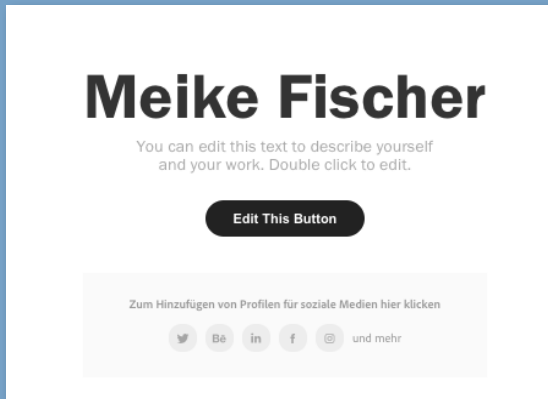 Meike Fischer
You can edit this text to describe yourself
and your work. Double click to edit.
Edit This Button
Zum Hinzufügen von Profilen für soziale Medien hier klicken
Bē in f und mehr